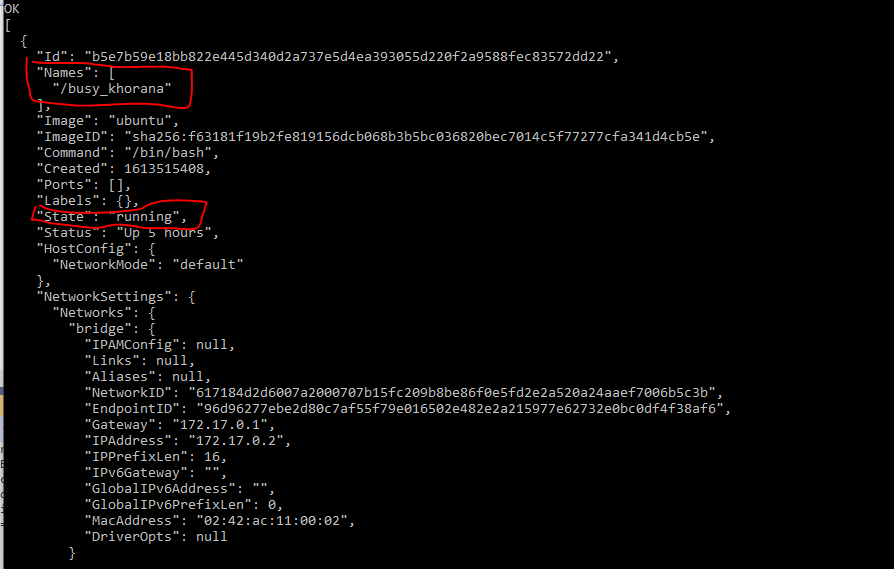 OK
[
  {
    "Id": "b5e7b59e18bb822e445d340d2a737e5d4ea393055d220f2a9588fec83572dd22",
    "Names": [
      "/busy_khorana"
    ],
    "Image": "ubuntu",
    "ImageID": "sha256:f63181f19b2fe819156dcb068b3b5bc036820bec7014c5f77277cfa341d4cb5e",
    "Command": "/bin/bash",
    "Created": 1613515408,
    "Ports": [],
    "Labels": {},
    "State": "running",
    "Status": "Up 5 hours",
    "HostConfig": {
      "NetworkMode": "default"
    },
    "NetworkSettings": {
      "Networks": {
        "bridge": {
          "IPAMConfig": null,
          "Links": null,
          "Aliases": null,
          "NetworkID": "617184d2d6007a2000707b15fc209b8be86f0e5fd2e2a520a24aaef7006b5c3b",
          "EndpointID": "96d96277ebe2d80c7af55f79e016502e482e2a215977e62732e0bc0df4f38af6",
          "Gateway": "172.17.0.1",
          "IPAddress": "172.17.0.2",
          "IPPrefixLen": 16,
          "IPv6Gateway": "",
          "GlobalIPv6Address": "",
          "GlobalIPv6PrefixLen": 0,
          "MacAddress": "02:42:ac:11:00:02",
          "DriverOpts": null
        }